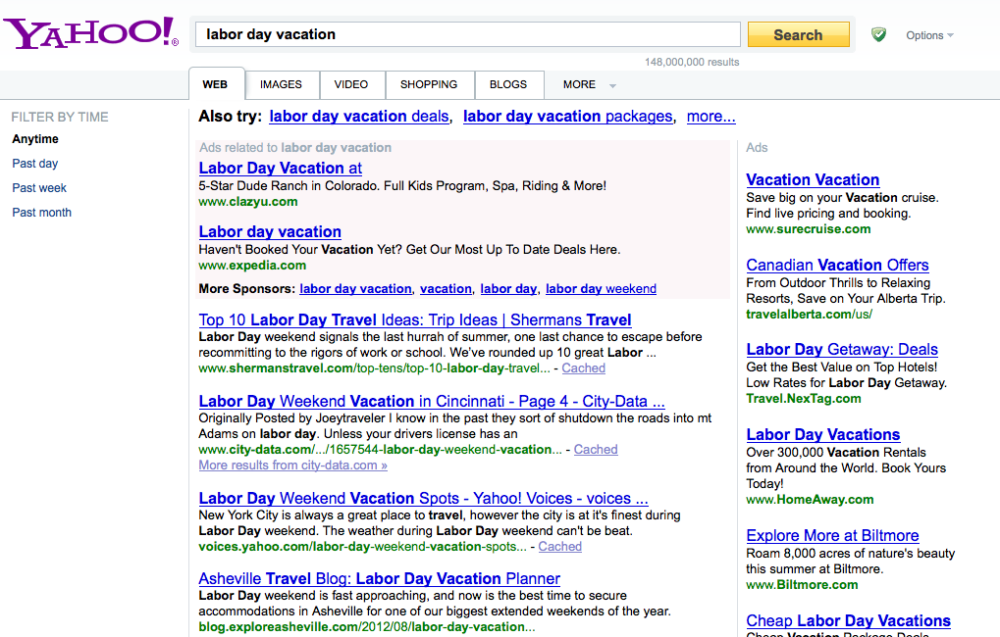 YAHOO!®
labor day vacation
Search
Options
148,000,000 results
WEB
IMAGES
VIDEO
SHOPPING
BLOGS
MORE
FILTER BY TIME
Anytime
Past day
Past week
Past month
Also try: labor day vacation deals, labor day vacation packages, more...
Ads related to labor day vacation
Labor Day Vacation at
5-Star Dude Ranch in Colorado. Full Kids Program, Spa, Riding & More!
www.clazyu.com
Labor day vacation
Haven't Booked Your Vacation Yet? Get Our Most Up To Date Deals Here.
www.expedia.com
More Sponsors: labor day vacation, vacation, labor day, labor day weekend
Top 10 Labor Day Travel Ideas: Trip Ideas | Shermans Travel
Labor Day weekend signals the last hurrah of summer, one last chance to escape before
recommitting to the rigors of work or school. We've rounded up 10 great Labor ...
www.shermanstravel.com/top-tens/top-10-labor-day-travel... - Cached
Labor Day Weekend Vacation in Cincinnati - Page 4 - City-Data ...
Originally Posted by Joeytraveler I know in the past they sort of shutdown the roads into mt
Adams on labor day. Unless your drivers license has an
www.city-data.com/.../1657544-labor-day-weekend-vacation... - Cached
More results from city-data.com »
Labor Day Weekend Vacation Spots - Yahoo! Voices - voices ...
New York City is always a great place to travel, however the city is at it's finest during
Labor Day weekend. The weather during Labor Day weekend can't be beat.
voices.yahoo.com/labor-day-weekend-vacation-spots... - Cached
Asheville Travel Blog: Labor Day Vacation Planner
Labor Day weekend is fast approaching, and now is the best time to secure
accommodations in Asheville for one of our biggest extended weekends of the year.
blog.exploreasheville.com/2012/08/labor-day-vacation...
Ads
Vacation Vacation
Save big on your Vacation cruise.
Find live pricing and booking.
www.surecruise.com
Canadian Vacation Offers
From Outdoor Thrills to Relaxing
Resorts, Save on Your Alberta Trip.
travelalberta.com/us/
Labor Day Getaway: Deals
Get the Best Value on Top Hotels!
Low Rates for Labor Day Getaway.
Travel.NexTag.com
Labor Day Vacations
Over 300,000 Vacation Rentals
from Around the World. Book Yours
Today!
www.HomeAway.com
Explore More at Biltmore
Roam 8,000 acres of nature's beauty
this summer at Biltmore.
www.Biltmore.com
Cheap Labor Day Vacations
Cheap Vacation Package Deals